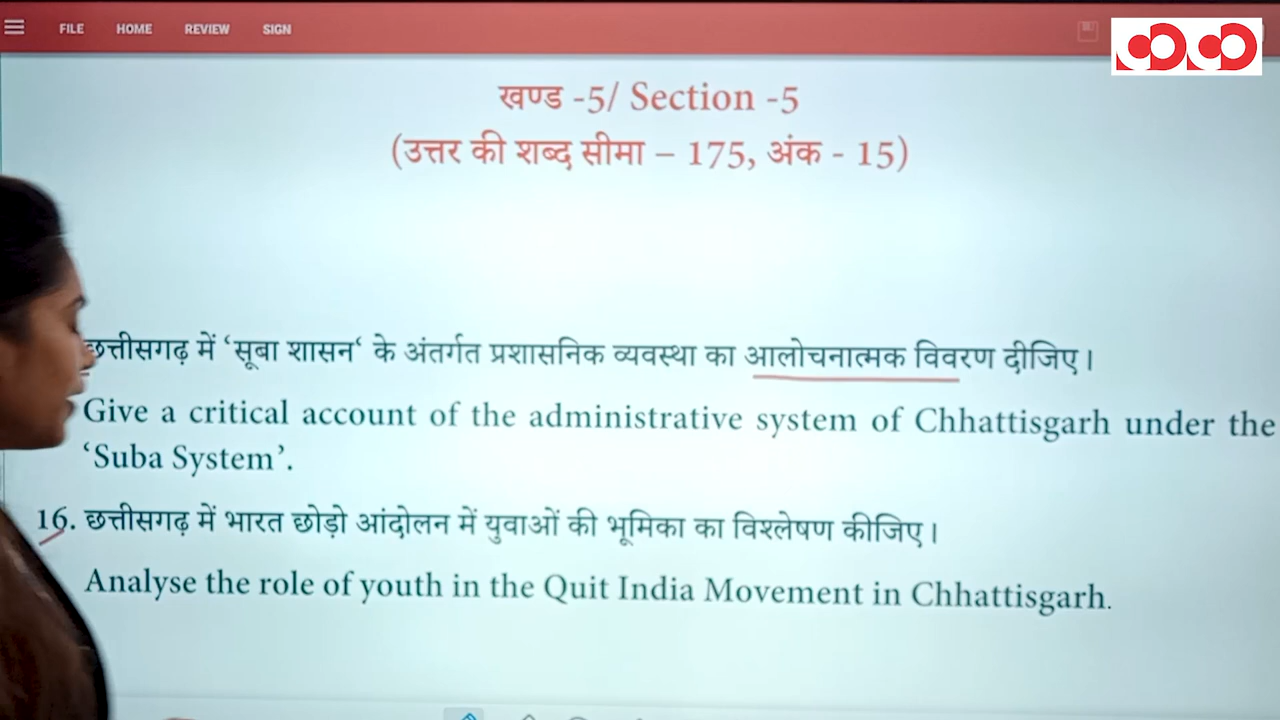 FILE HOME REVIEW SIGN
खण्ड -5/ Section -5
(उत्तर की शब्द सीमा – 175, अंक - 15)
छत्तीसगढ़ में ‘सूबा शासन‘ के अंतर्गत प्रशासनिक व्यवस्था का आलोचनात्मक विवरण दीजिए।
Give a critical account of the administrative system of Chhattisgarh under the
‘Suba System’.
16. छत्तीसगढ़ में भारत छोड़ो आंदोलन में युवाओं की भूमिका का विश्लेषण कीजिए।
Analyse the role of youth in the Quit India Movement in Chhattisgarh.